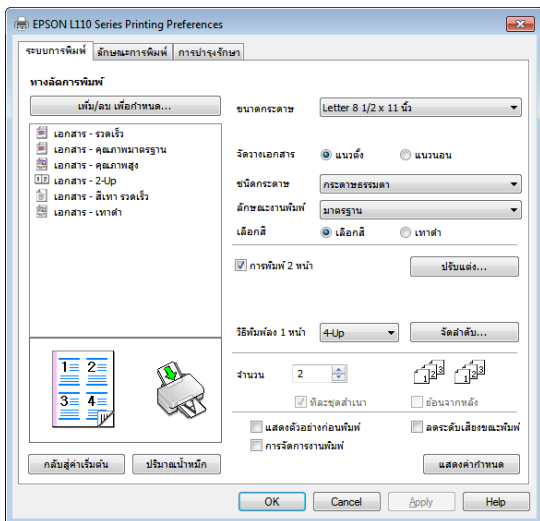 EPSON L110 Series Printing Preferences
ระบบการพิมพ์ ลักษณะการพิมพ์ การบำรุงรักษา
ทางลัดการพิมพ์
เพิ่ม/ลบ เพื่อกำหนด...
เอกสาร - รวดเร็ว
เอกสาร - คุณภาพมาตรฐาน
เอกสาร - คุณภาพสูง
1 2 เอกสาร - 2-Up
เอกสาร - สีเทา รวดเร็ว
เอกสาร - เทาดำ
1 2
3 4
กลับสู่ค่าเริ่มต้น ปริมาณน้ำหมึก
ขนาดกระดาษ Letter 8 1/2 x 11 นิ้ว
จัดวางเอกสาร แนวตั้ง แนวนอน
ชนิดกระดาษ กระดาษธรรมดา
ลักษณะงานพิมพ์ มาตรฐาน
เลือกสี เลือกสี เทาดำ
การพิมพ์ 2 หน้า ปรับแต่ง...
วิธีพิมพ์ลง 1 หน้า 4-Up จัดลำดับ...
จำนวน 2 1 2 3 1 2 3
ทีละชุดสำเนา ย้อนจากหลัง
แสดงตัวอย่างก่อนพิมพ์ ลดระดับเสียงขณะพิมพ์
การจัดการงานพิมพ์
แสดงค่ากำหนด
OK Cancel Apply Help